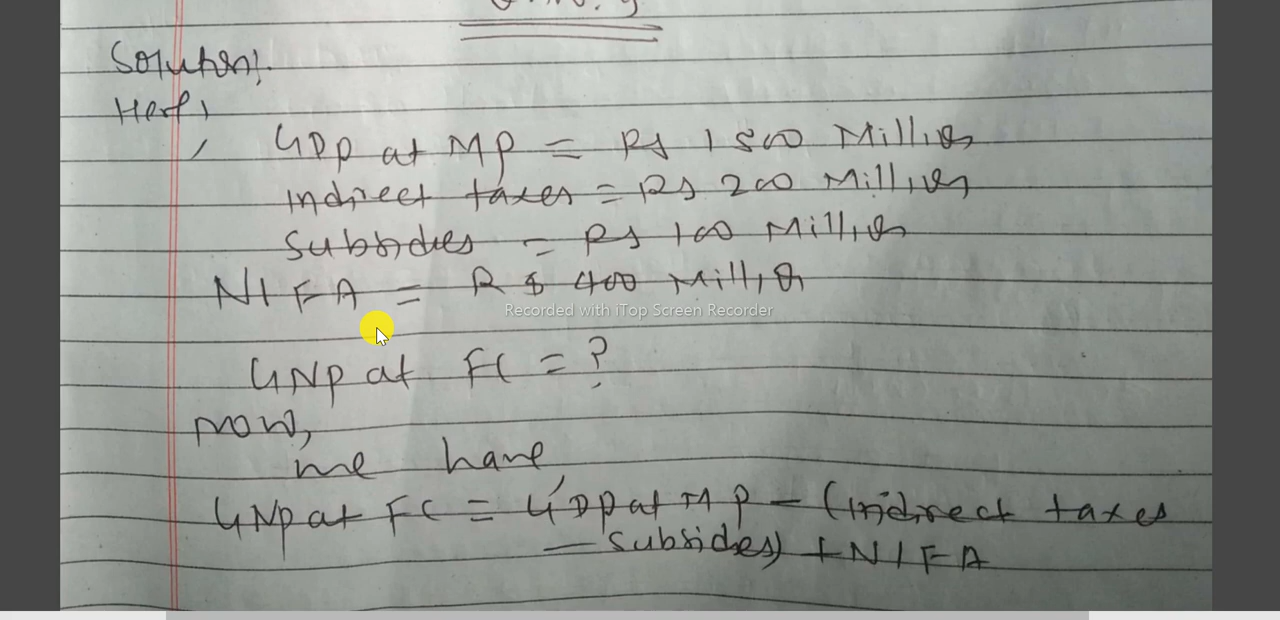 Solution:
Here,
GDP at MP = Rs 1800 Million
Indirect taxes = Rs 200 Million
Subsidies = Rs 100 Million
NIFA = Rs 400 Million
Recorded with iTop Screen Recorder
GNP at FC = ?
Now,
we have
GNP at FC = GDP at MP - (Indirect taxes
- Subsidies) + NIFA